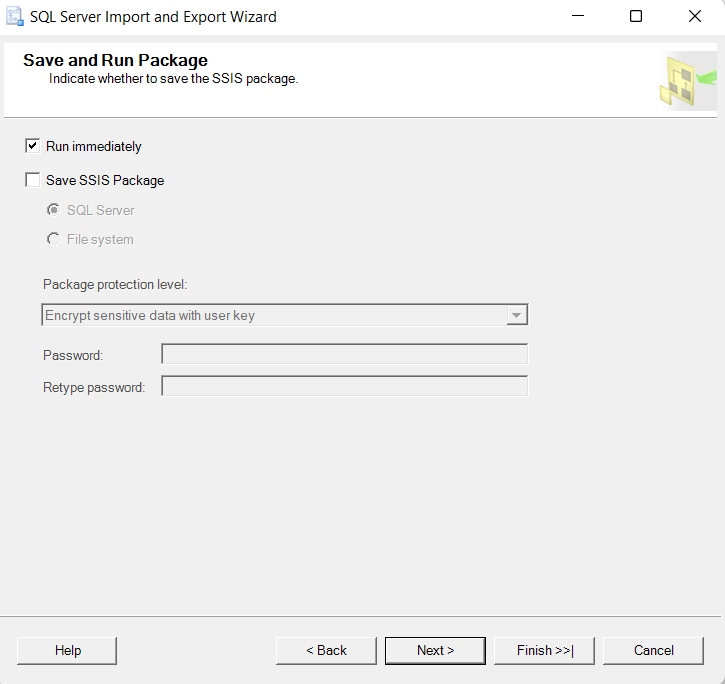 SQL Server Import and Export Wizard
Save and Run Package
Indicate whether to save the SSIS package.
Run immediately
Save SSIS Package
SQL Server
File system
Package protection level:
Encrypt sensitive data with user key
Password:
Retype password:
Help
< Back
Next >
Finish >>|
Cancel